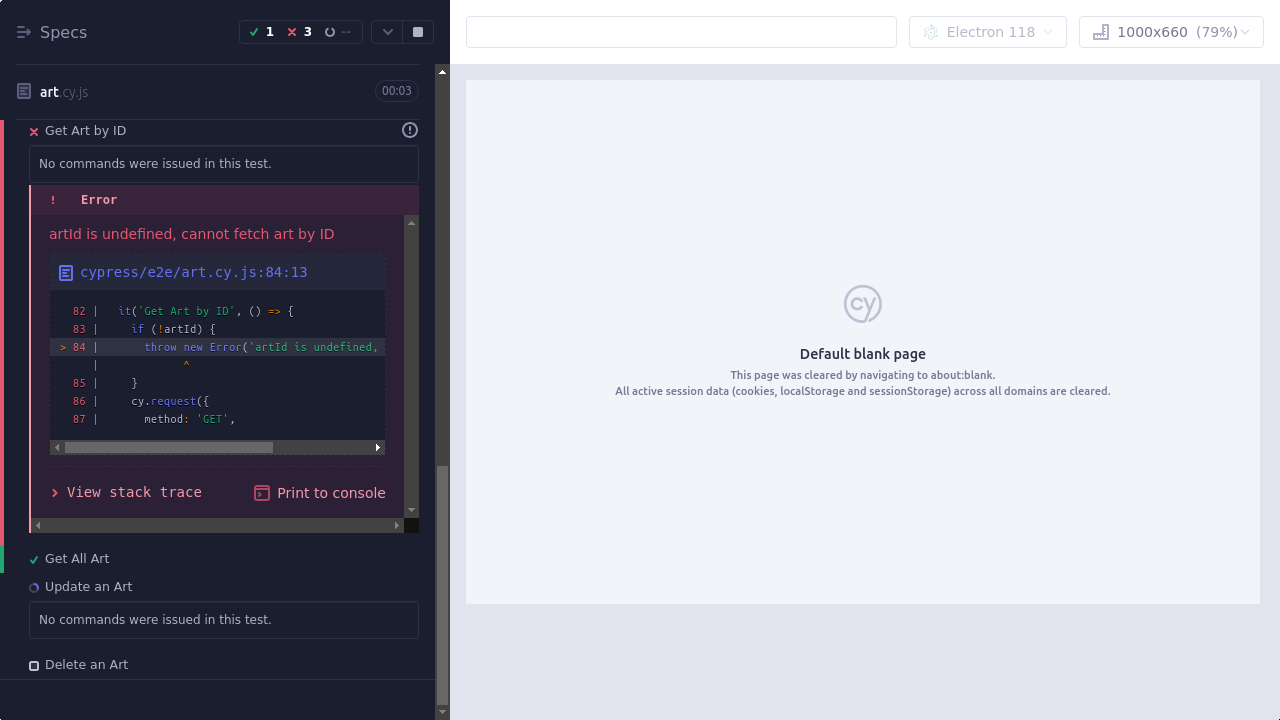 Specs
1
3
--
Electron 118
1000x660 (79%)
art.cy.js
00:03
Get Art by ID
No commands were issued in this test.
! Error
artId is undefined, cannot fetch art by ID
cypress/e2e/art.cy.js:84:13
82 | it('Get Art by ID', () => {
83 | if (!artId) {
> 84 | throw new Error('artId is undefined,
| ^
85 | }
86 | cy.request({
87 | method: 'GET',
View stack trace
Print to console
Get All Art
Update an Art
No commands were issued in this test.
Delete an Art
cy
Default blank page
This page was cleared by navigating to about:blank.
All active session data (cookies, localStorage and sessionStorage) across all domains are cleared.